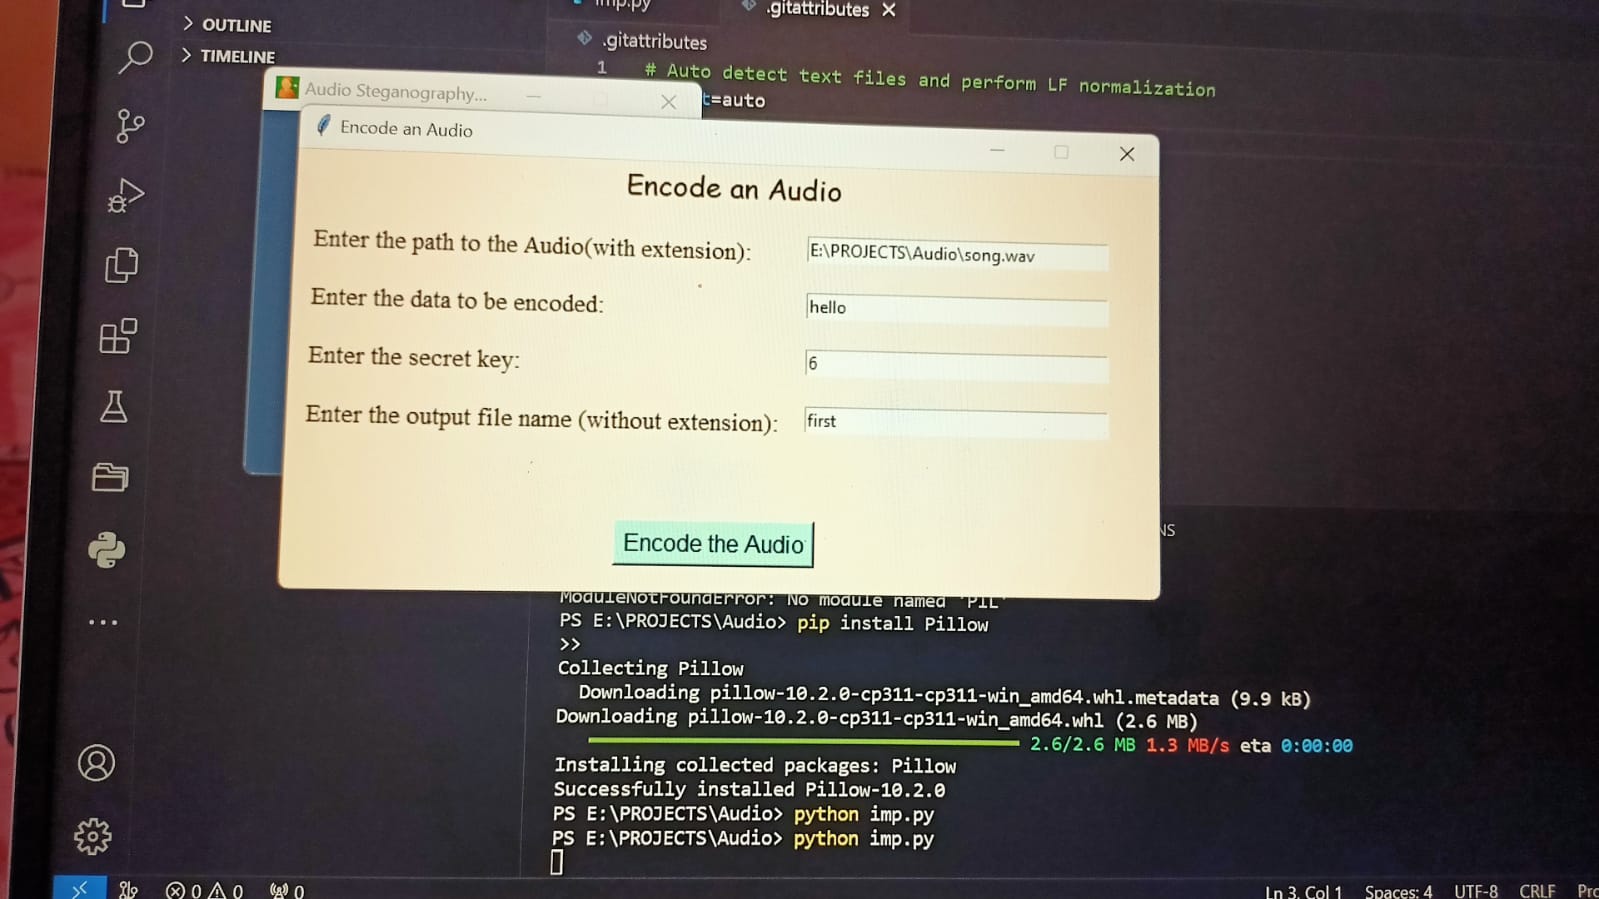 OUTLINE
TIMELINE
imp.py
.gitattributes
.gitattributes
1 # Auto detect text files and perform LF normalization
t=auto
Audio Steganography...
Encode an Audio
Encode an Audio
Enter the path to the Audio(with extension): E:\PROJECTS\Audio\song.wav
Enter the data to be encoded: hello
Enter the secret key: 6
Enter the output file name (without extension): first
Encode the Audio
NS
ModuleNotFoundError: No module named 'PIL'
PS E:\PROJECTS\Audio> pip install Pillow
>>
Collecting Pillow
Downloading pillow-10.2.0-cp311-cp311-win_amd64.whl.metadata (9.9 kB)
Downloading pillow-10.2.0-cp311-cp311-win_amd64.whl (2.6 MB)
2.6/2.6 MB 1.3 MB/s eta 0:00:00
Installing collected packages: Pillow
Successfully installed Pillow-10.2.0
PS E:\PROJECTS\Audio> python imp.py
PS E:\PROJECTS\Audio> python imp.py
0 0 0
Ln 3, Col 1 Spaces: 4 UTF-8 CRLF